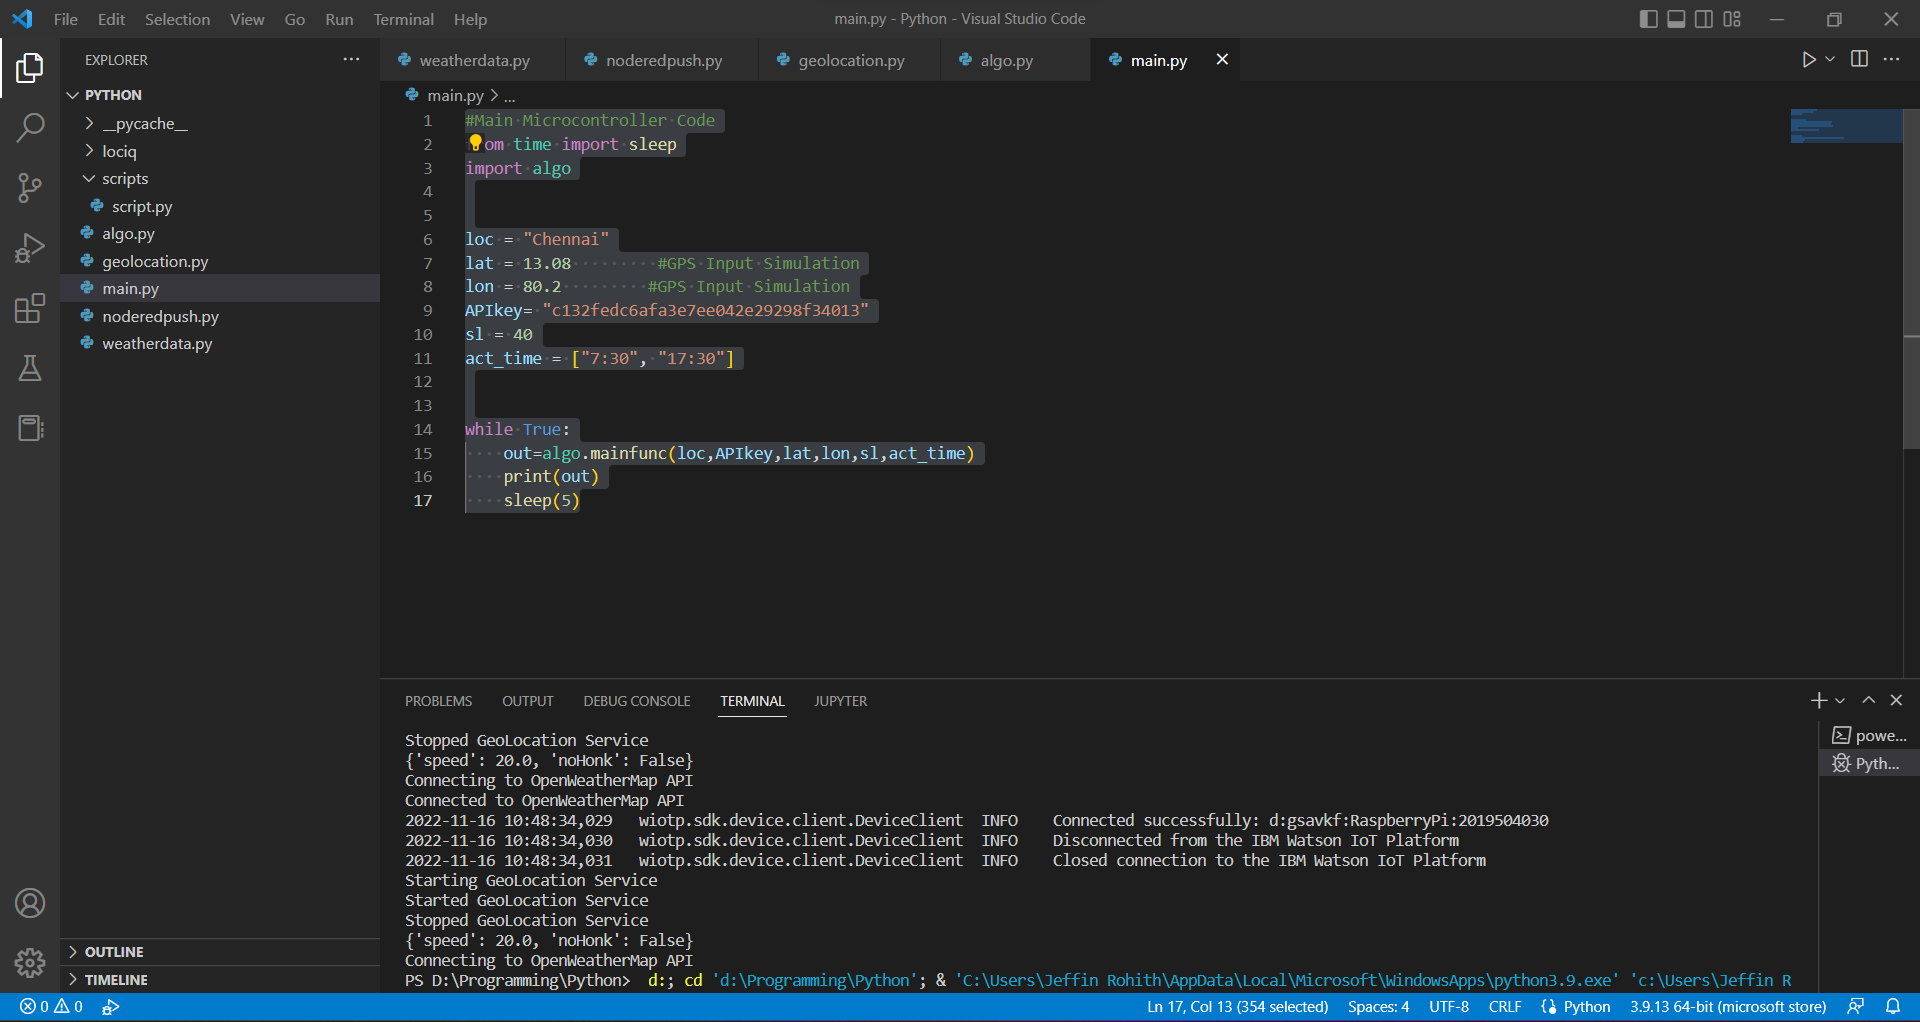 File Edit Selection View Go Run Terminal Help
main.py - Python - Visual Studio Code
EXPLORER
PYTHON
__pycache__
lociq
scripts
script.py
algo.py
geolocation.py
main.py
noderedpush.py
weatherdata.py
OUTLINE
TIMELINE
weatherdata.py noderedpush.py geolocation.py algo.py main.py
main.py > ...
1 #Main Microcontroller Code
2 om time import sleep
3 import algo
4
5
6 loc = "Chennai"
7 lat = 13.08 #GPS Input Simulation
8 lon = 80.2 #GPS Input Simulation
9 APIkey= "c132fedc6afa3e7ee042e29298f34013"
10 sl = 40
11 act_time = ["7:30", "17:30"]
12
13
14 while True:
15 out=algo.mainfunc(loc,APIkey,lat,lon,sl,act_time)
16 print(out)
17 sleep(5)
PROBLEMS OUTPUT DEBUG CONSOLE TERMINAL JUPYTER
Stopped GeoLocation Service
{'speed': 20.0, 'noHonk': False}
Connecting to OpenWeatherMap API
Connected to OpenWeatherMap API
2022-11-16 10:48:34,029 wiotp.sdk.device.client.DeviceClient INFO Connected successfully: d:gsavkf:RaspberryPi:2019504030
2022-11-16 10:48:34,030 wiotp.sdk.device.client.DeviceClient INFO Disconnected from the IBM Watson IoT Platform
2022-11-16 10:48:34,031 wiotp.sdk.device.client.DeviceClient INFO Closed connection to the IBM Watson IoT Platform
Starting GeoLocation Service
Started GeoLocation Service
Stopped GeoLocation Service
{'speed': 20.0, 'noHonk': False}
Connecting to OpenWeatherMap API
PS D:\Programming\Python> d:; cd 'd:\Programming\Python'; & 'C:\Users\Jeffin Rohith\AppData\Local\Microsoft\WindowsApps\python3.9.exe' 'c:\Users\Jeffin R
powe...
Pyth...
0 0
Ln 17, Col 13 (354 selected) Spaces: 4 UTF-8 CRLF Python 3.9.13 64-bit (microsoft store)